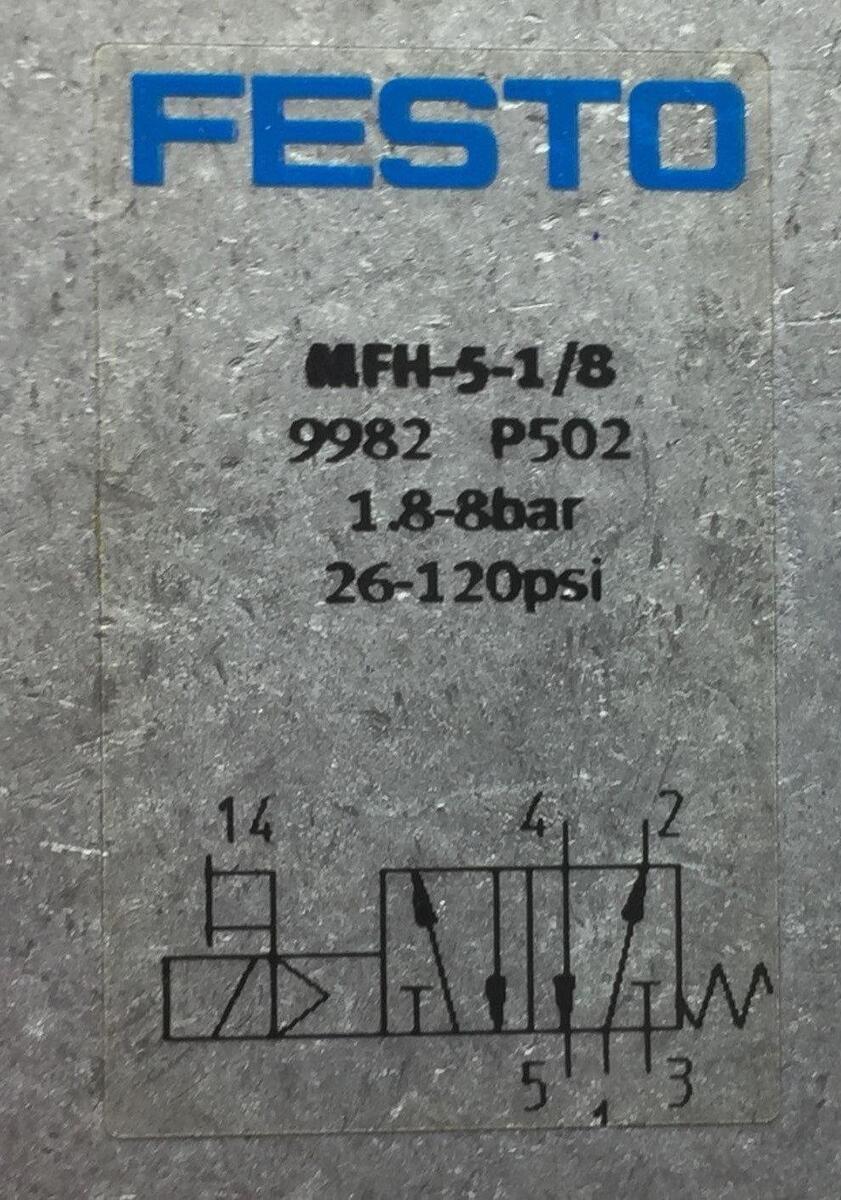 FESTO
MFH-5-1/8
9982 P502
1.8-8bar
26-120psi
14 4 2
5 1 3